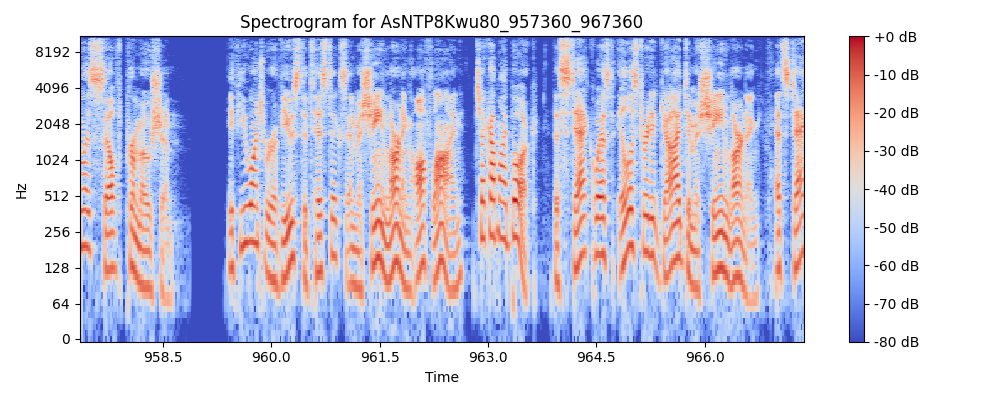 Spectrogram for AsNTP8Kwu80_957360_967360
8192
4096
2048
1024
512
256
128
64
0
Hz
958.5
960.0
961.5
963.0
964.5
966.0
Time
+0 dB
-10 dB
-20 dB
-30 dB
-40 dB
-50 dB
-60 dB
-70 dB
-80 dB